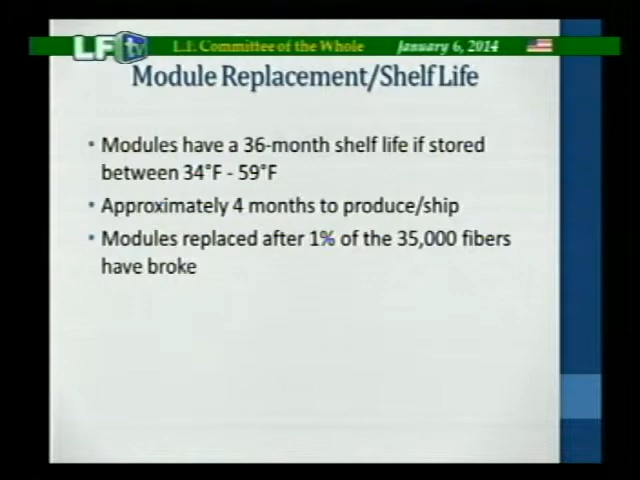 LF tv L.F. Committee of the Whole January 6, 2014
Module Replacement/Shelf Life
• Modules have a 36-month shelf life if stored
between 34°F - 59°F
• Approximately 4 months to produce/ship
• Modules replaced after 1% of the 35,000 fibers
have broke